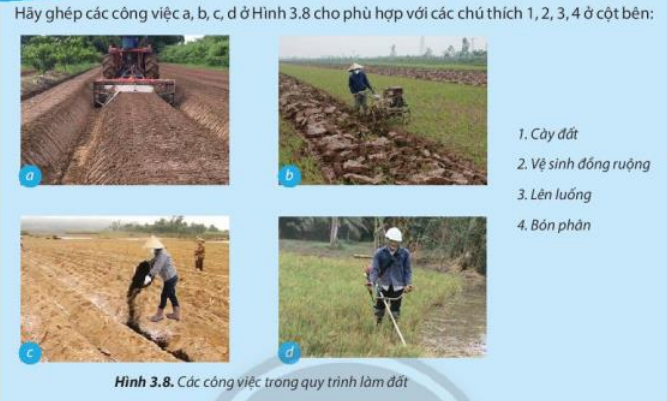 Hãy ghép các công việc a, b, c, d ở Hình 3.8 cho phù hợp với các chú thích 1, 2, 3, 4 ở cột bên:
a
b
1. Cày đất
2. Vệ sinh đồng ruộng
3. Lên luống
4. Bón phân
c
d
Hình 3.8. Các công việc trong quy trình làm đất